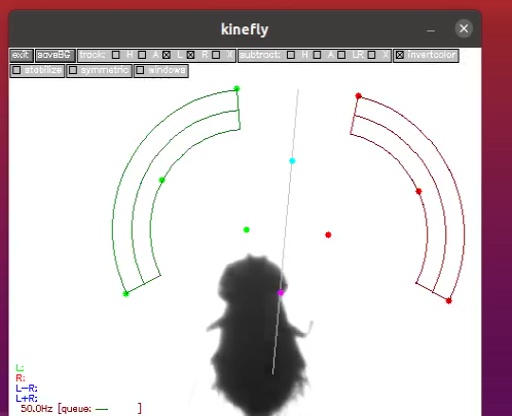 kinefly
exit saveBG track: H A L R X subtract: H A LR X invertcolor
stabilize symmetric windows
L:
R:
L-R:
L+R:
50.0Hz [queue: ]